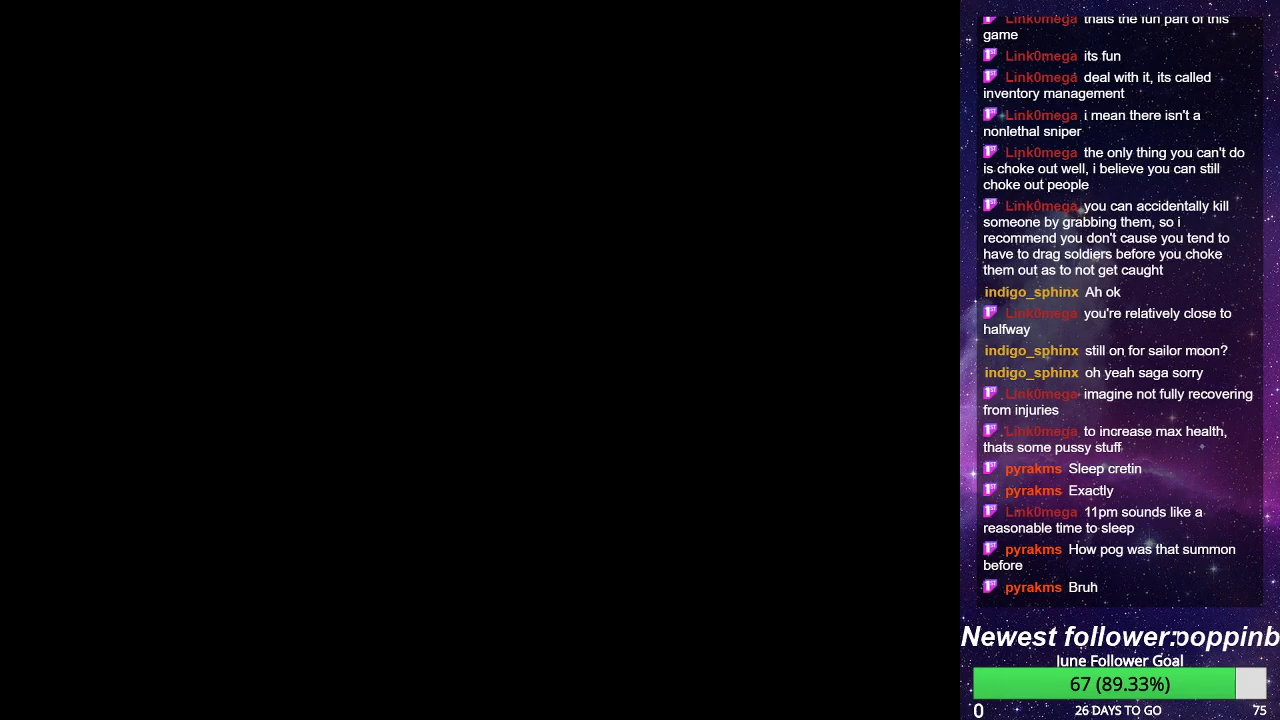 Link0mega thats the fun part of this
game
Link0mega its fun
Link0mega deal with it, its called
inventory management
Link0mega i mean there isn't a
nonlethal sniper
Link0mega the only thing you can't do
is choke out well, i believe you can still
choke out people
Link0mega you can accidentally kill
someone by grabbing them, so i
recommend you don't cause you tend to
have to drag soldiers before you choke
them out as to not get caught
indigo_sphinx Ah ok
Link0mega you're relatively close to
halfway
indigo_sphinx still on for sailor moon?
indigo_sphinx oh yeah saga sorry
Link0mega imagine not fully recovering
from injuries
Link0mega to increase max health,
thats some pussy stuff
pyrakms Sleep cretin
pyrakms Exactly
Link0mega 11pm sounds like a
reasonable time to sleep
pyrakms How pog was that summon
before
pyrakms Bruh
Newest follower:poppinb
June Follower Goal
67 (89.33%)
0 26 DAYS TO GO 75